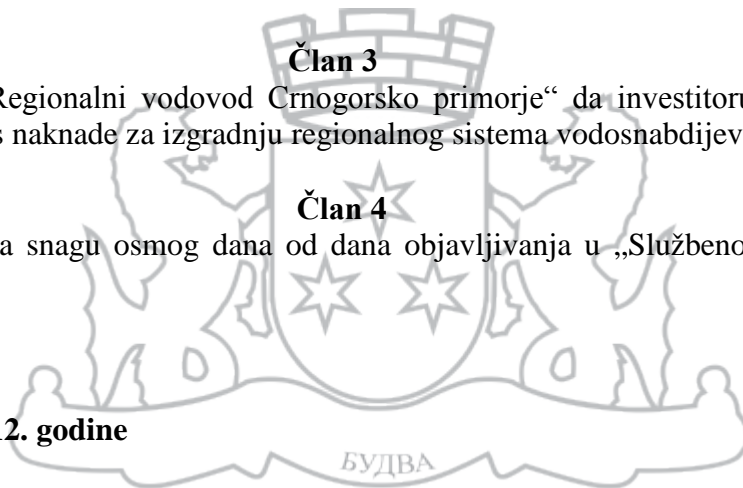 Član 3
Regionalni vodovod Crnogorsko primorje“ da investitoru
naknade za izgradnju regionalnog sistema vodosnabdijev
Član 4
snagu osmog dana od dana objavljivanja u „Službeno
2. godine
БУДВА